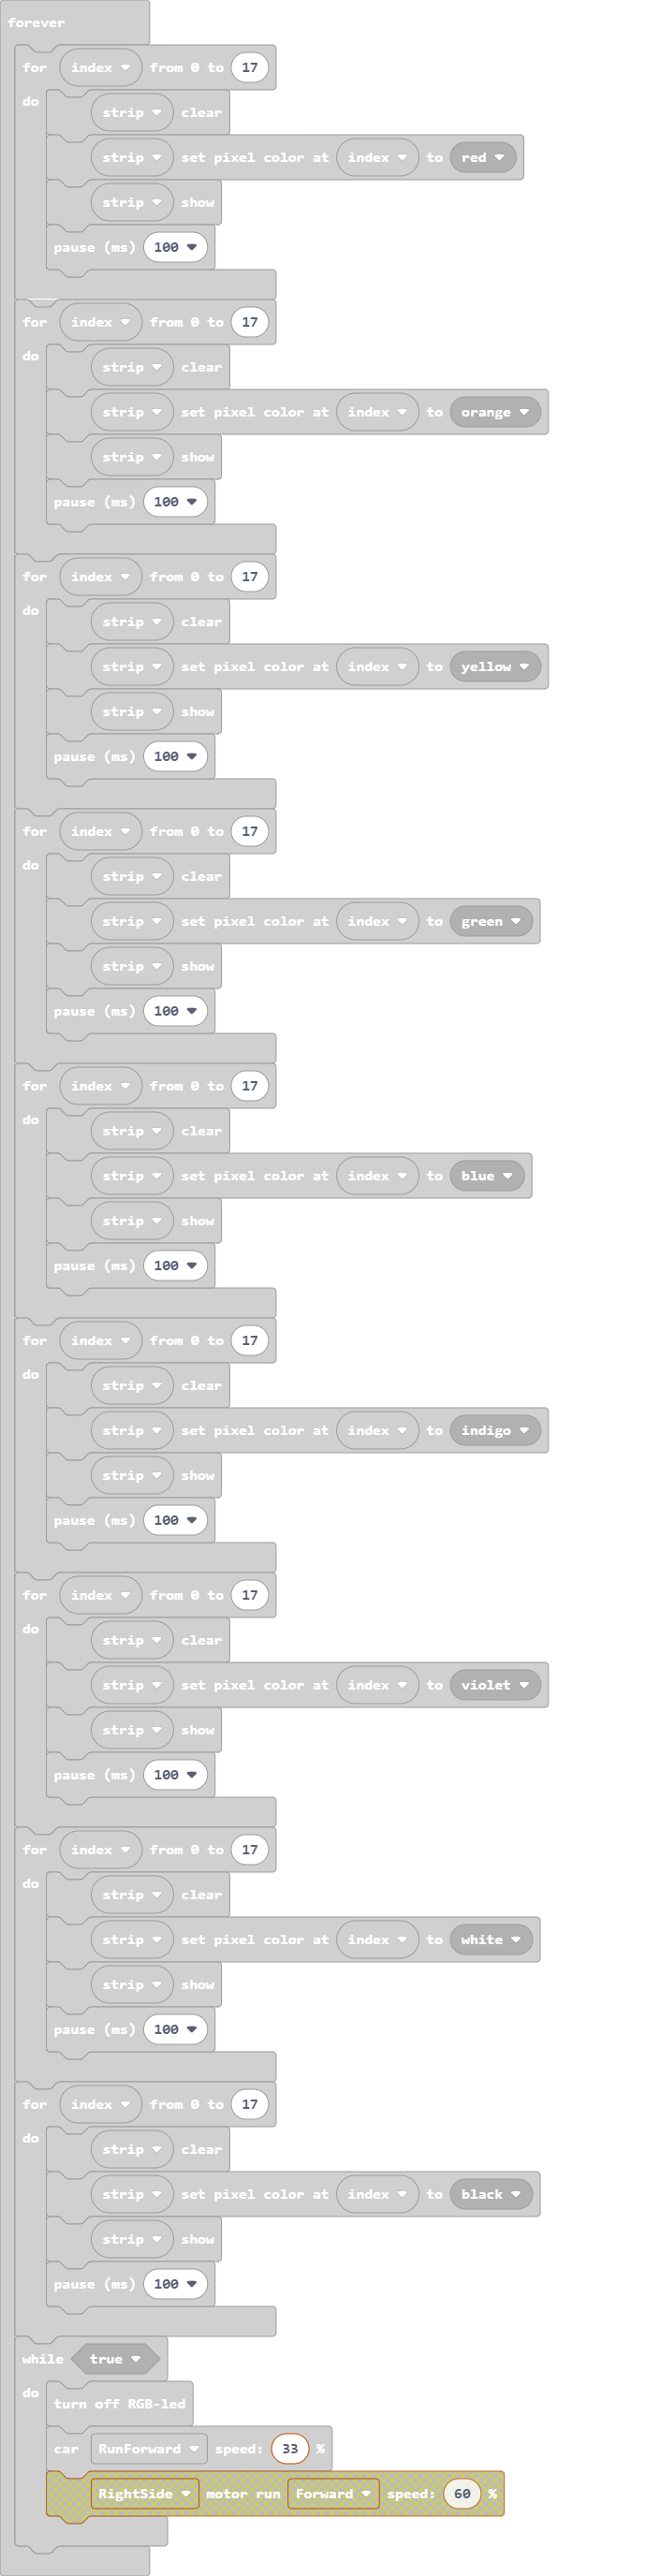 forever
for index from 0 to 17
do
strip clear
strip set pixel color at index to red
strip show
pause (ms) 100
for index from 0 to 17
do
strip clear
strip set pixel color at index to orange
strip show
pause (ms) 100
for index from 0 to 17
do
strip clear
strip set pixel color at index to yellow
strip show
pause (ms) 100
for index from 0 to 17
do
strip clear
strip set pixel color at index to green
strip show
pause (ms) 100
for index from 0 to 17
do
strip clear
strip set pixel color at index to blue
strip show
pause (ms) 100
for index from 0 to 17
do
strip clear
strip set pixel color at index to indigo
strip show
pause (ms) 100
for index from 0 to 17
do
strip clear
strip set pixel color at index to violet
strip show
pause (ms) 100
for index from 0 to 17
do
strip clear
strip set pixel color at index to white
strip show
pause (ms) 100
for index from 0 to 17
do
strip clear
strip set pixel color at index to black
strip show
pause (ms) 100
while true
do
turn off RGB-led
car RunForward speed: 33 %
RightSide motor run Forward speed: 60 %